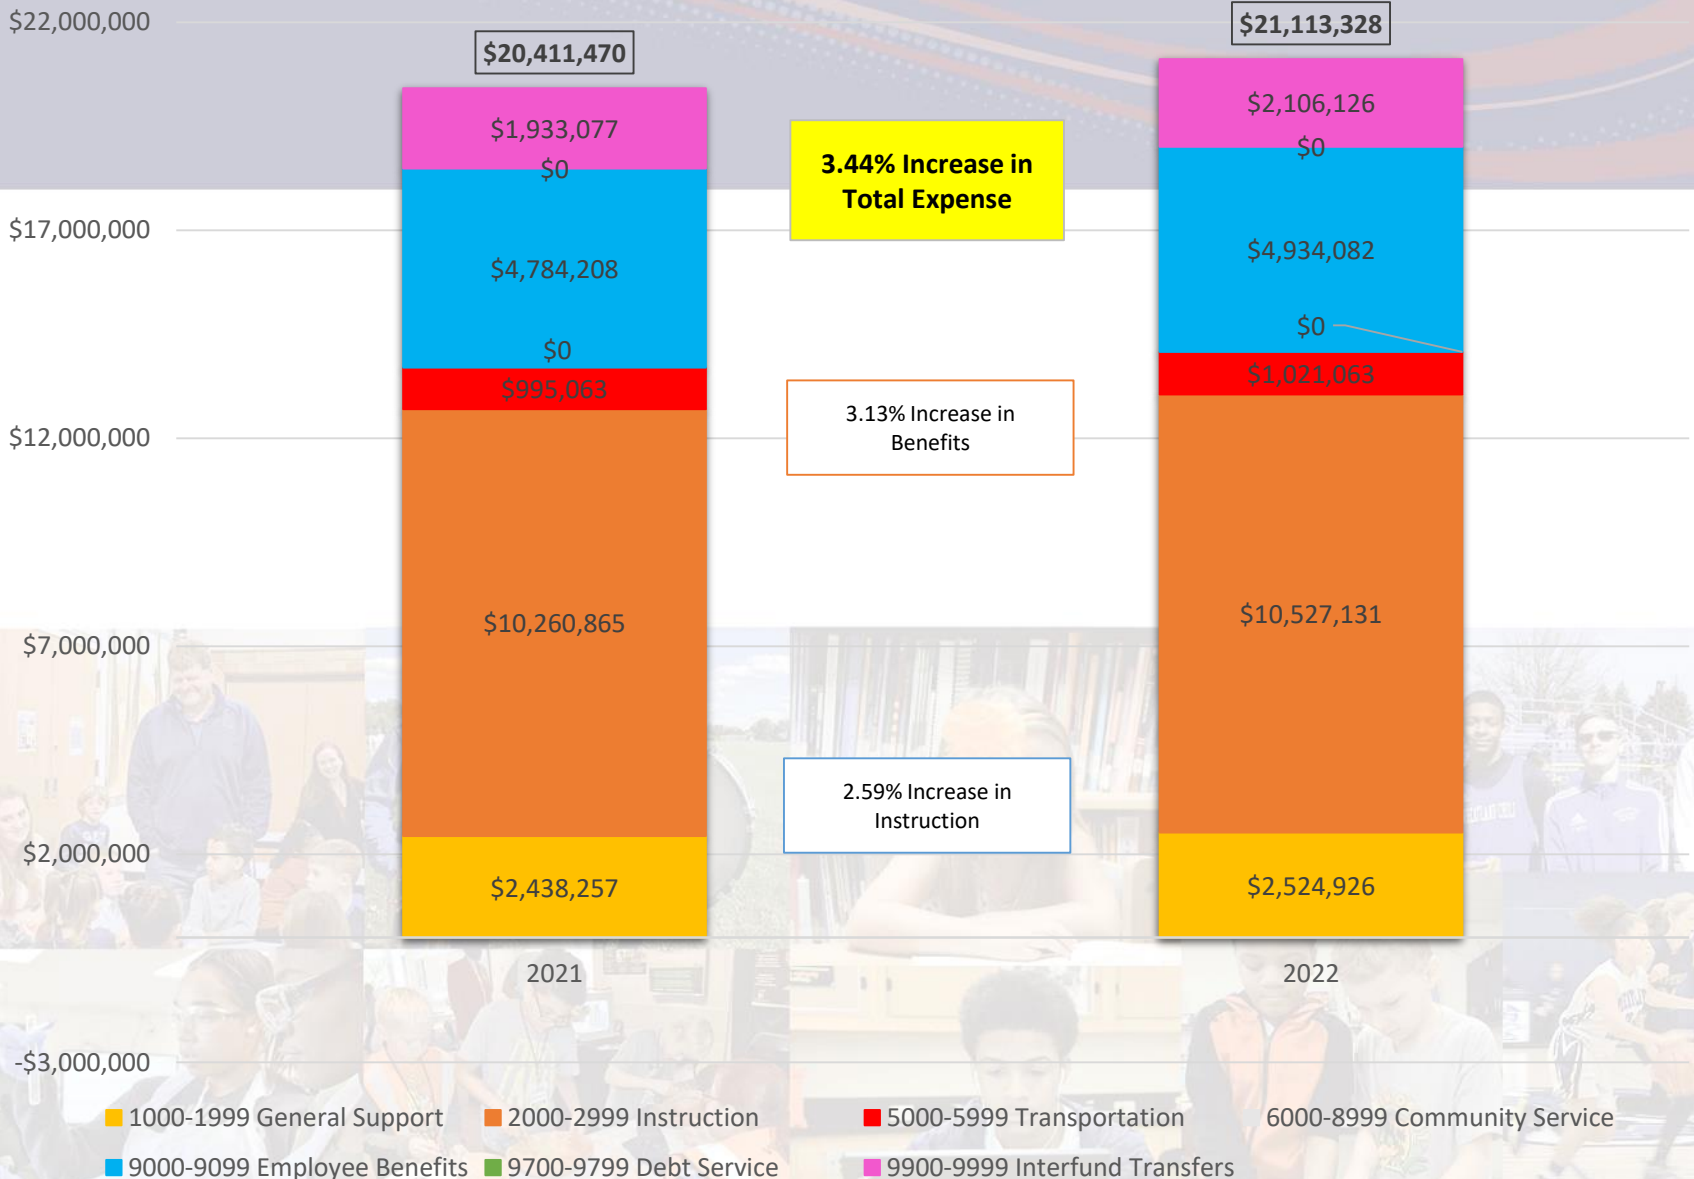 $22,000,000
$17,000,000
$12,000,000
$7,000,000
$2,000,000
-$3,000,000
$20,411,470
$1,933,077
$0
$4,784,208
$0
$995,063
$10,260,865
$2,438,257
2021
3.44% Increase in
Total Expense
3.13% Increase in
Benefits
2.59% Increase in
Instruction
$21,113,328
$2,106,126
$0
$4,934,082
$0
$1,021,063
$10,527,131
$2,524,926
2022
1000-1999 General Support
2000-2999 Instruction
5000-5999 Transportation
6000-8999 Community Service
9000-9099 Employee Benefits
9700-9799 Debt Service
9900-9999 Interfund Transfers